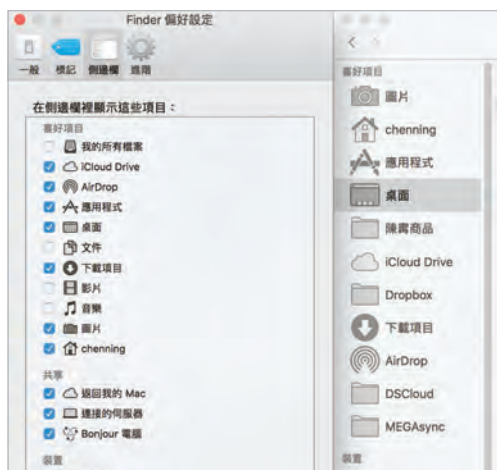 Finder 偏好設定
一般 標記 側邊欄 進階
在側邊欄裡顯示這些項目：
喜好項目
我的所有檔案
iCloud Drive
AirDrop
應用程式
桌面
文件
下載項目
影片
音樂
圖片
chenning
共享
返回我的 Mac
連接的伺服器
Bonjour 電腦
裝置
喜好項目
圖片
chenning
應用程式
桌面
陳寗商品
iCloud Drive
Dropbox
下載項目
AirDrop
DSCloud
MEGAsync
裝置